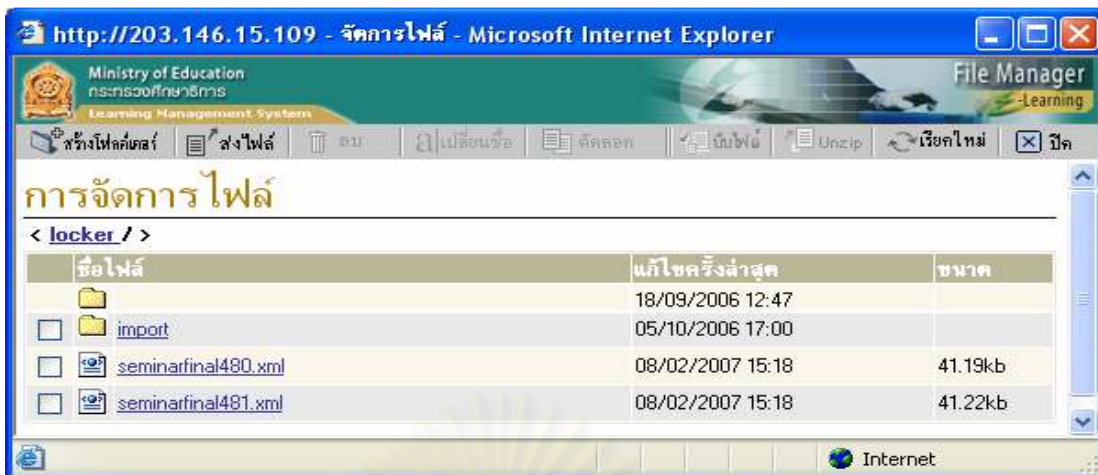 http://203.146.15.109 - จัดการไฟล์ - Microsoft Internet Explorer
Ministry of Education
กระทรวงศึกษาธิการ
Learning Management System
File Manager
-Learning
สร้างโฟลค์เดอร์ ส่งไฟล์ ลบ เปลี่ยนชื่อ คัดลอก บีบไฟล์ Unzip เรียกใหม่ ปิด
การจัดการไฟล์
< locker / >
ชื่อไฟล์ แก้ไขครั้งล่าสุด ขนาด
18/09/2006 12:47
import 05/10/2006 17:00
seminarfinal480.xml 08/02/2007 15:18 41.19kb
seminarfinal481.xml 08/02/2007 15:18 41.22kb
Internet